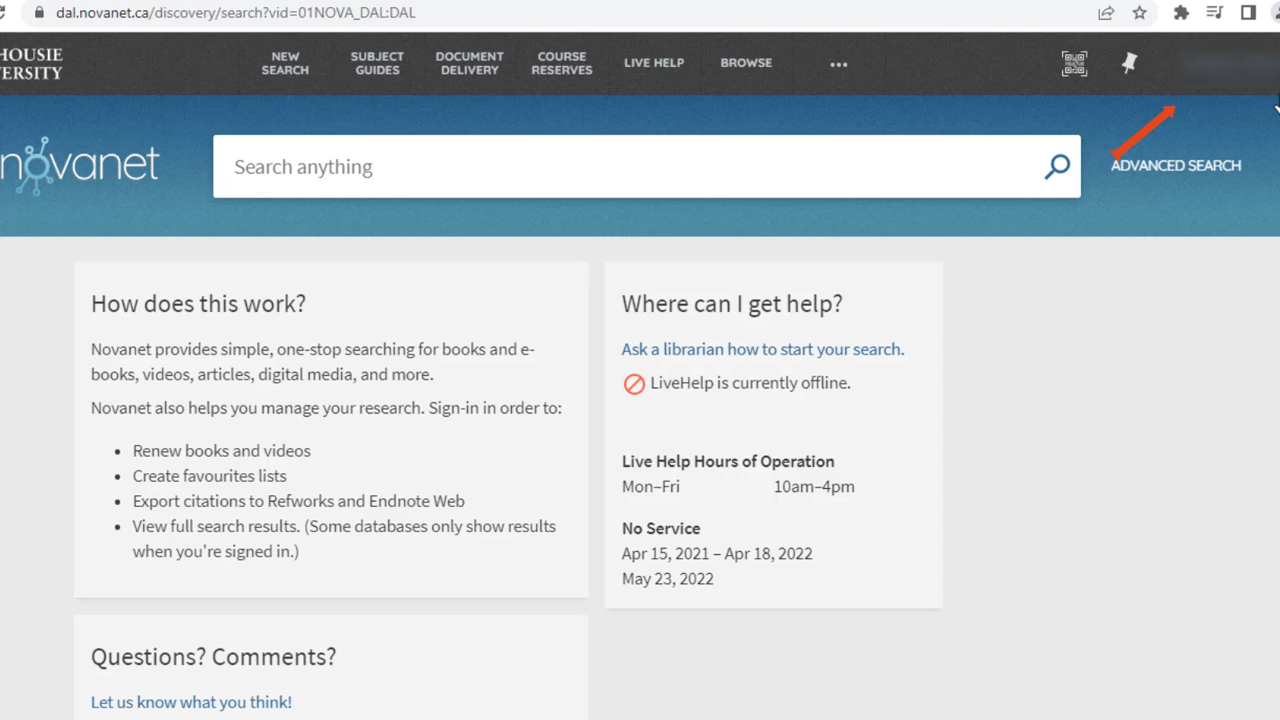 dal.novanet.ca/discovery/search?vid=01NOVA_DAL:DAL
HOUSIE
ERSITY
NEW
SEARCH
SUBJECT
GUIDES
DOCUMENT
DELIVERY
COURSE
RESERVES
LIVE HELP
BROWSE
novanet
Search anything
ADVANCED SEARCH
How does this work?
Novanet provides simple, one-stop searching for books and e-
books, videos, articles, digital media, and more.
Novanet also helps you manage your research. Sign-in in order to:
• Renew books and videos
• Create favourites lists
• Export citations to Refworks and Endnote Web
• View full search results. (Some databases only show results
when you're signed in.)
Where can I get help?
Ask a librarian how to start your search.
LiveHelp is currently offline.
Live Help Hours of Operation
Mon–Fri 10am–4pm
No Service
Apr 15, 2021 – Apr 18, 2022
May 23, 2022
Questions? Comments?
Let us know what you think!